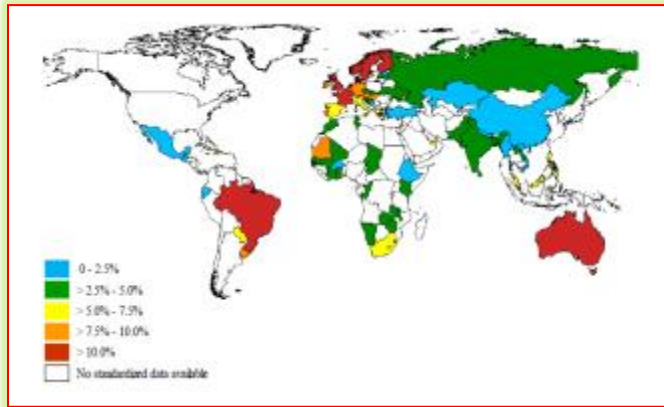 0 - 2.5%
> 2.5% - 5.0%
> 5.0% - 7.5%
> 7.5% - 10.0%
> 10.0%
No standardized data available